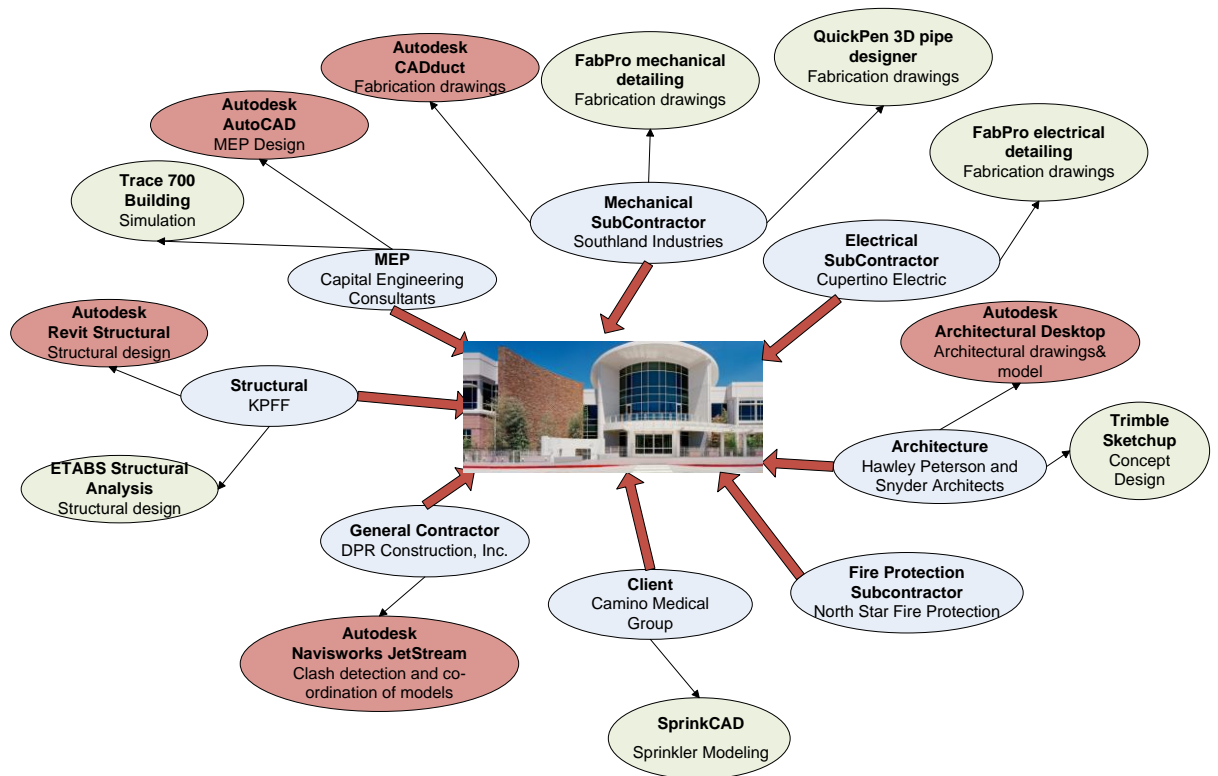 Autodesk
CADduct
Fabrication drawings
FabPro mechanical
detailing
Fabrication drawings
QuickPen 3D pipe
designer
Fabrication drawings
Autodesk
AutoCAD
MEP Design
FabPro electrical
detailing
Fabrication drawings
Trace 700
Building
Simulation
Mechanical
SubContractor
Southland Industries
Electrical
SubContractor
Cupertino Electric
MEP
Capital Engineering
Consultants
Autodesk
Revit Structural
Structural design
Autodesk
Architectural Desktop
Architectural drawings&
model
Structural
KPFF
Trimble
Sketchup
Concept
Design
Architecture
Hawley Peterson and
Snyder Architects
ETABS Structural
Analysis
Structural design
General Contractor
DPR Construction, Inc.
Client
Camino Medical
Group
Fire Protection
Subcontractor
North Star Fire Protection
Autodesk
Navisworks JetStream
Clash detection and co-
ordination of models
SprinkCAD
Sprinkler Modeling